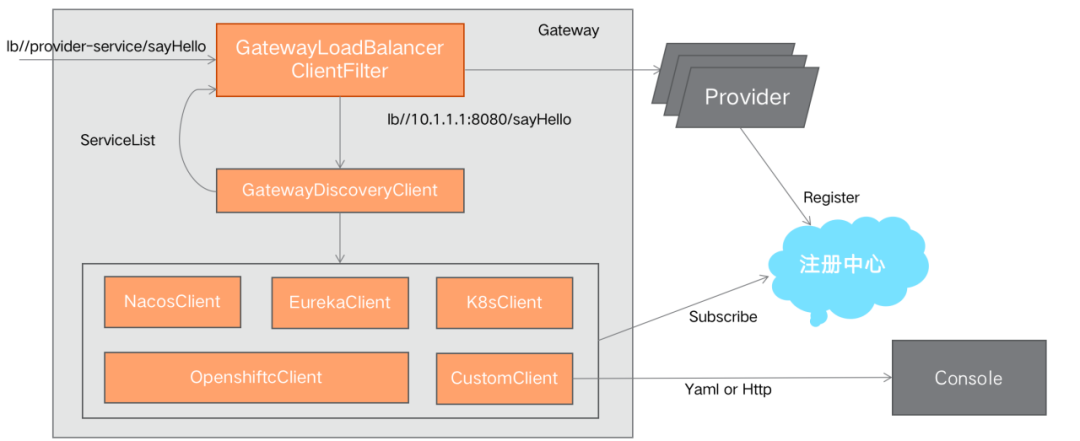 Gateway
lb//provider-service/sayHello
GatewayLoadBalancer
ClientFilter
Provider
lb//10.1.1.1:8080/sayHello
ServiceList
GatewayDiscoveryClient
Register
注册中心
NacosClient
EurekaClient
K8sClient
Subscribe
OpenshiftcClient
CustomClient
Yaml or Http
Console